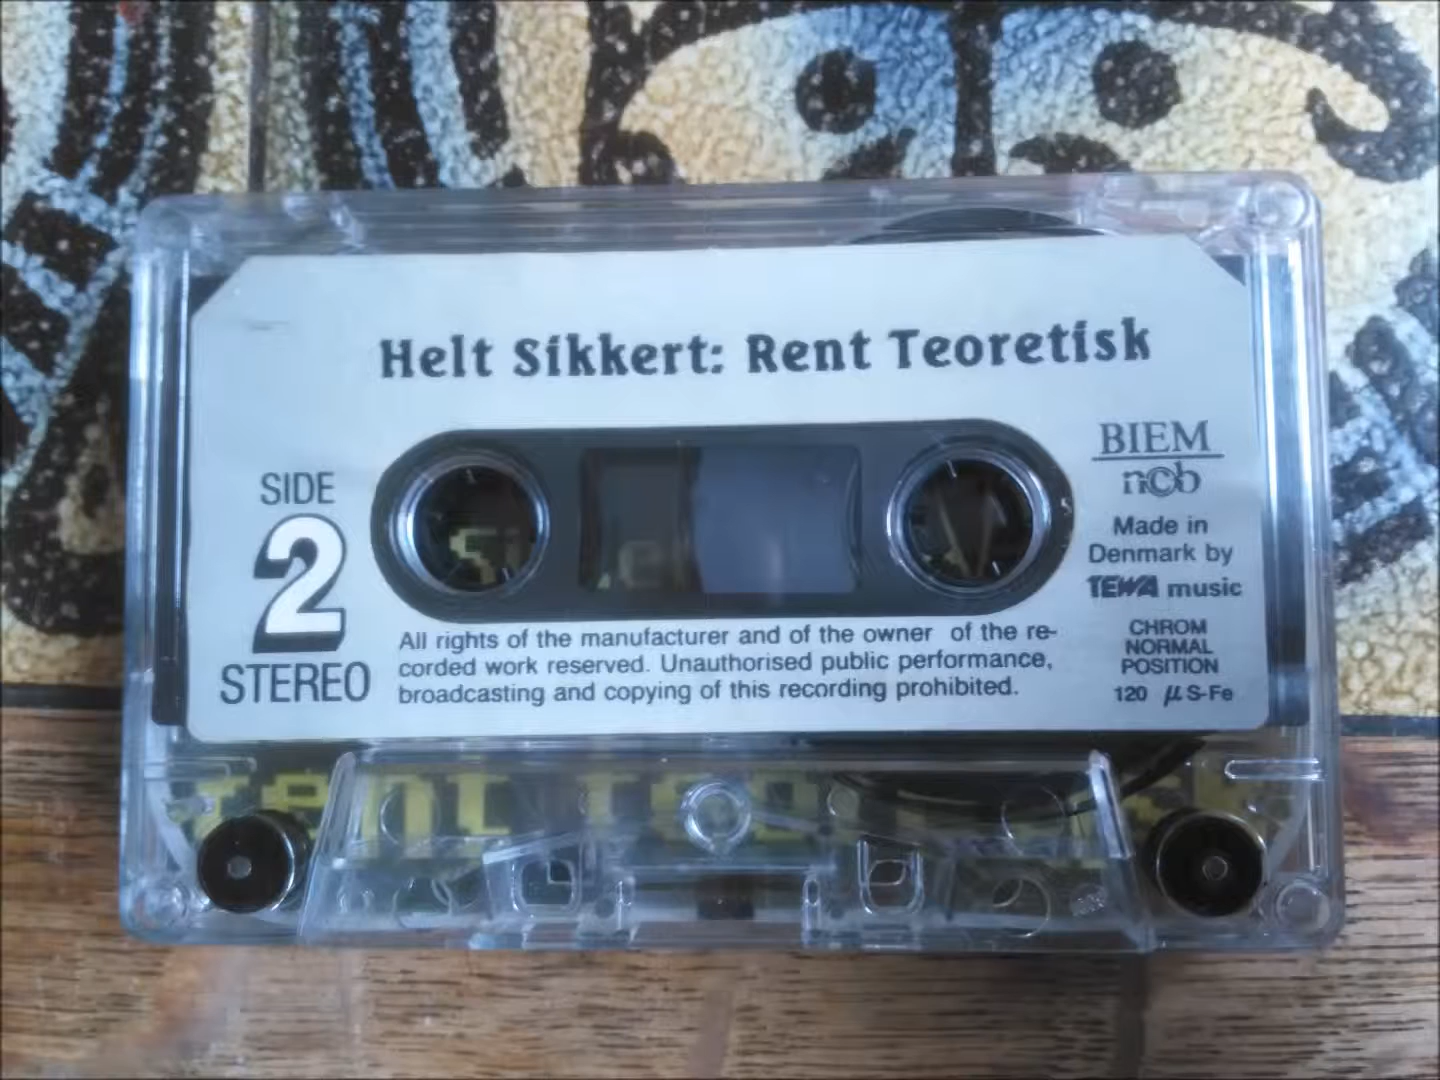 Helt Sikkert: Rent Teoretisk
SIDE
2
STEREO
BIEM
ncb
Made in
Denmark by
TEWA music
CHROM
NORMAL
POSITION
120 µS-Fe
All rights of the manufacturer and of the owner of the re-
corded work reserved. Unauthorised public performance,
broadcasting and copying of this recording prohibited.